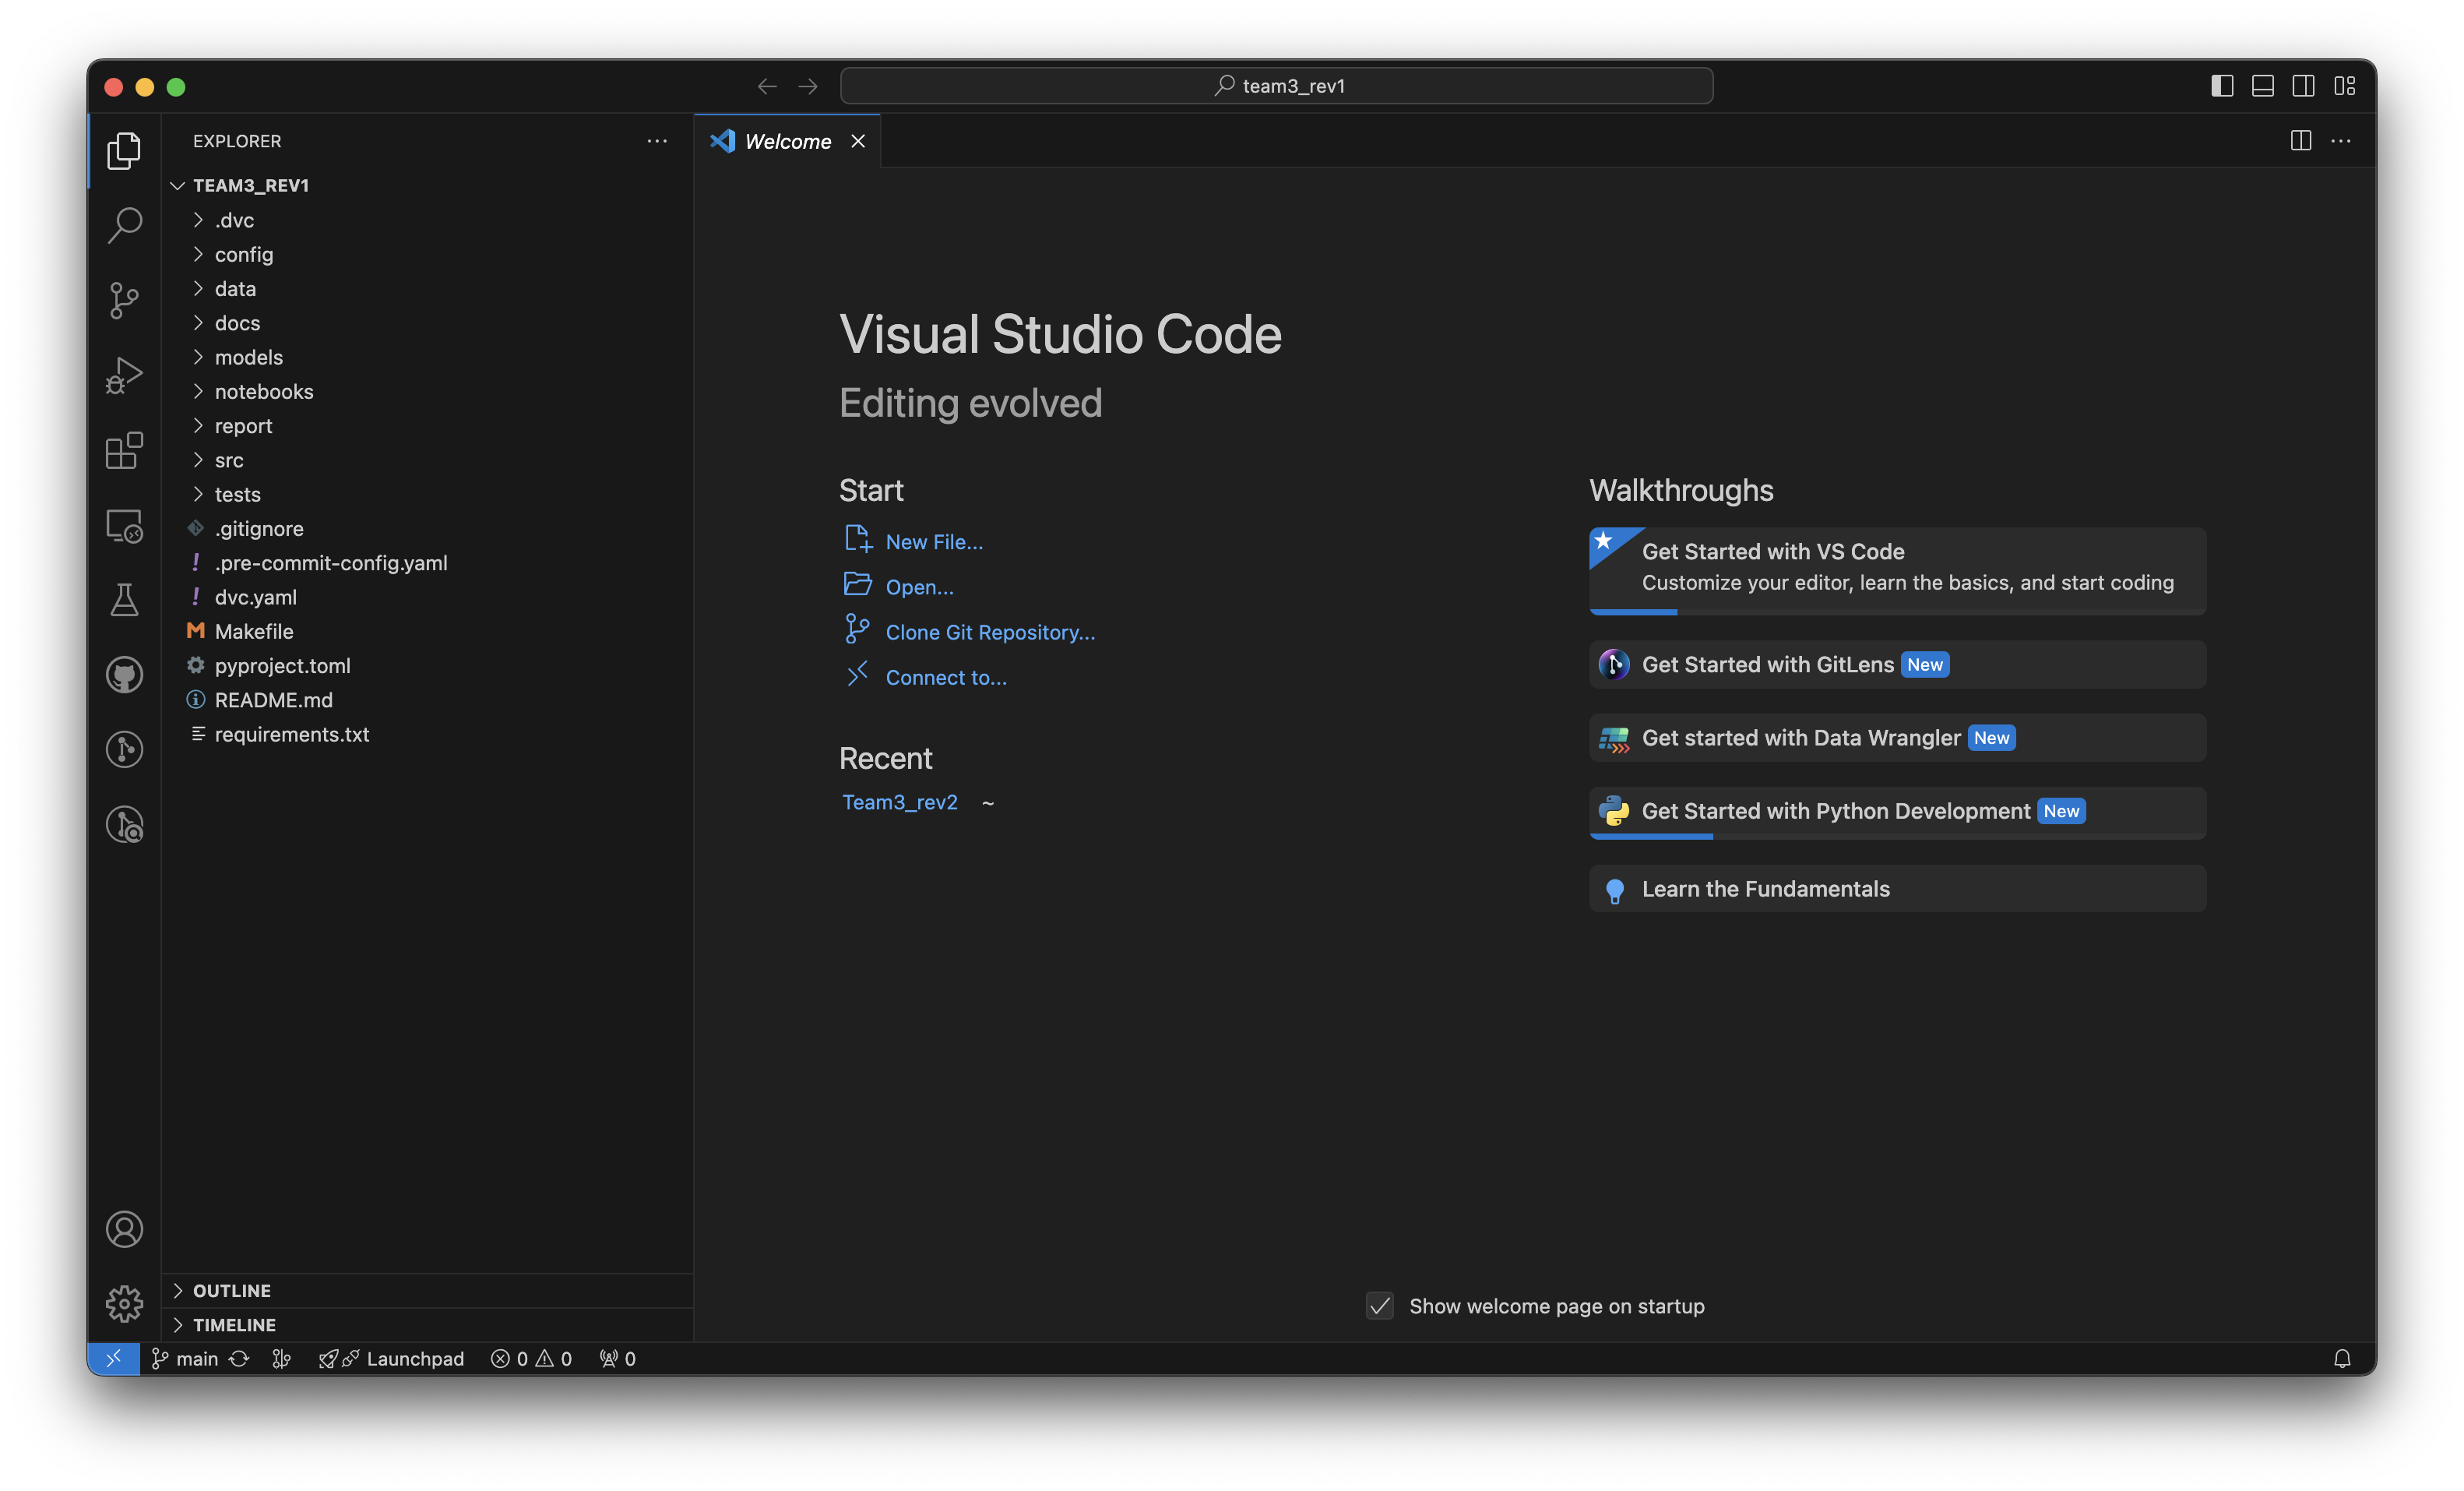 team3_rev1
EXPLORER
Welcome
TEAM3_REV1
.dvc
config
data
docs
models
notebooks
report
src
tests
.gitignore
.pre-commit-config.yaml
dvc.yaml
Makefile
pyproject.toml
README.md
requirements.txt
OUTLINE
TIMELINE
Visual Studio Code
Editing evolved
Start
New File...
Open...
Clone Git Repository...
Connect to...
Recent
Team3_rev2 ~
Walkthroughs
Get Started with VS Code
Customize your editor, learn the basics, and start coding
Get Started with GitLens New
Get started with Data Wrangler New
Get Started with Python Development New
Learn the Fundamentals
Show welcome page on startup
main Launchpad 0 0 0